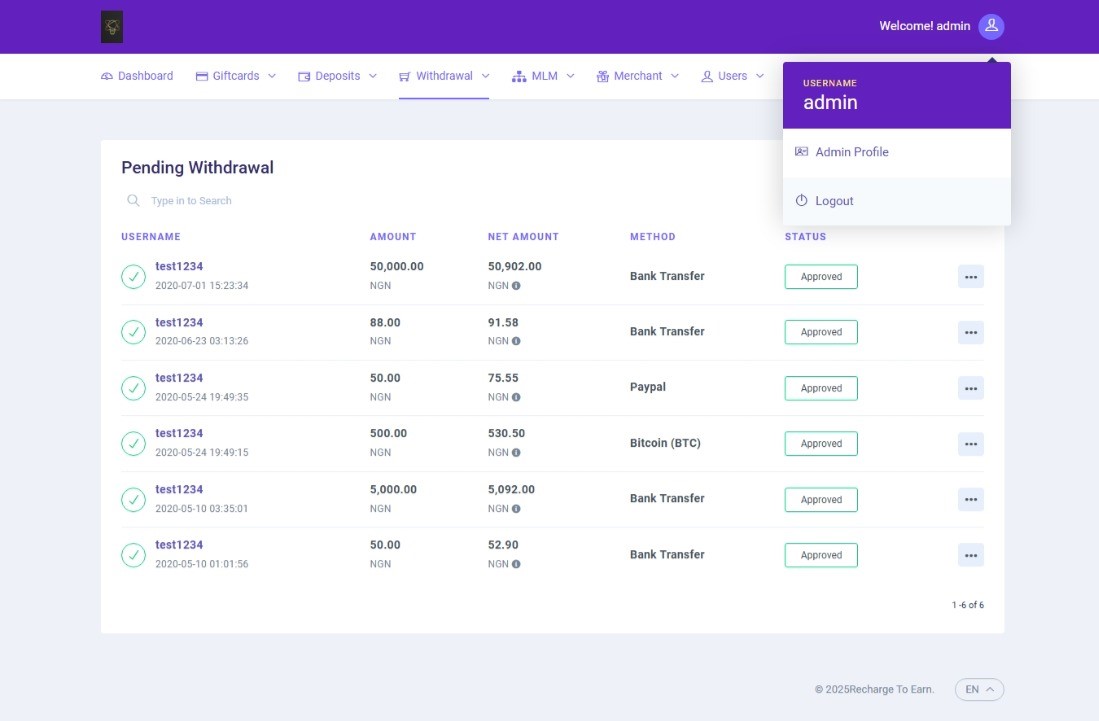 Welcome! admin
Dashboard Giftcards Deposits Withdrawal MLM Merchant Users
USERNAME
admin
Admin Profile
Logout
Pending Withdrawal
Type in to Search
USERNAME AMOUNT NET AMOUNT METHOD STATUS
test1234 50,000.00 50,902.00 Bank Transfer Approved
2020-07-01 15:23:34 NGN NGN
test1234 88.00 91.58 Bank Transfer Approved
2020-06-23 03:13:26 NGN NGN
test1234 50.00 75.55 Paypal Approved
2020-05-24 19:49:35 NGN NGN
test1234 500.00 530.50 Bitcoin (BTC) Approved
2020-05-24 19:49:15 NGN NGN
test1234 5,000.00 5,092.00 Bank Transfer Approved
2020-05-10 03:35:01 NGN NGN
test1234 50.00 52.90 Bank Transfer Approved
2020-05-10 01:01:56 NGN NGN
1 -6 of 6
© 2025Recharge To Earn. EN